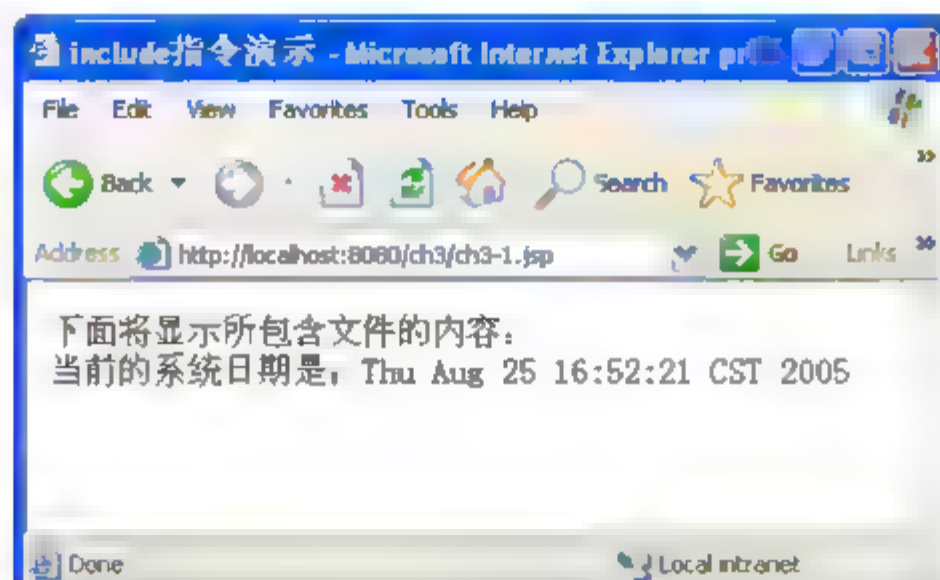 include指令演示 - Microsoft Internet Explorer pr
File Edit View Favorites Tools Help
Back Search Favorites »
Address http://localhost:8080/ch3/ch3-1.jsp Go Links »
下面将显示所包含文件的内容：
当前的系统日期是，Thu Aug 25 16:52:21 CST 2005
Done Local intranet